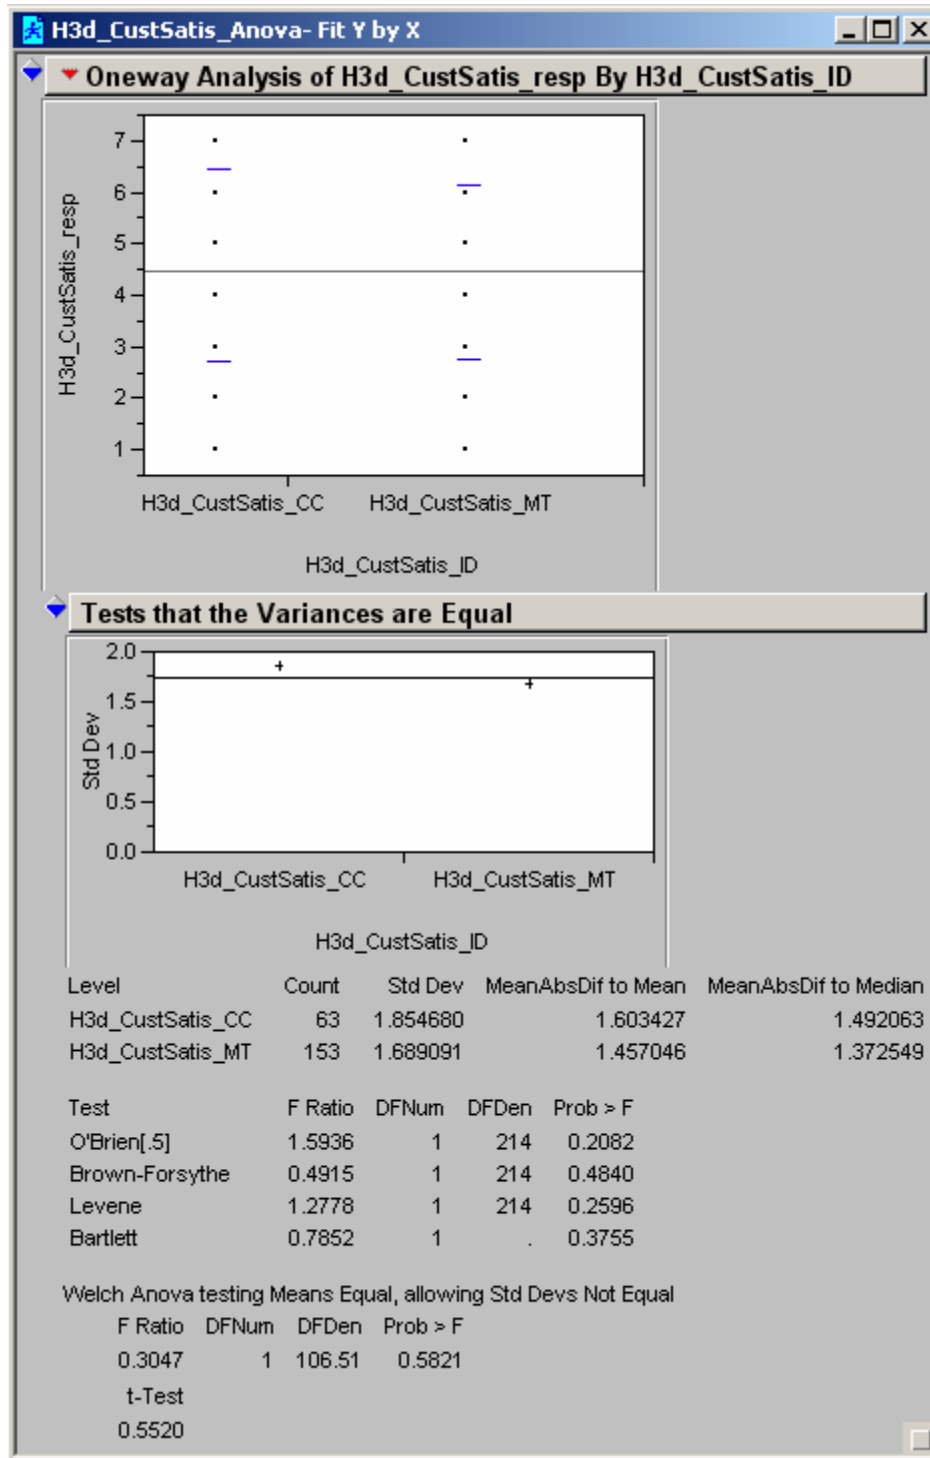 H3d_CustSatis_Anova- Fit Y by X
Oneway Analysis of H3d_CustSatis_resp By H3d_CustSatis_ID
H3d_CustSatis_resp
7
6
5
4
3
2
1
H3d_CustSatis_CC H3d_CustSatis_MT
H3d_CustSatis_ID
Tests that the Variances are Equal
Std Dev
2.0
1.5
1.0
0.5
0.0
H3d_CustSatis_CC H3d_CustSatis_MT
H3d_CustSatis_ID
Level Count Std Dev MeanAbsDif to Mean MeanAbsDif to Median
H3d_CustSatis_CC 63 1.854680 1.603427 1.492063
H3d_CustSatis_MT 153 1.689091 1.457046 1.372549
Test F Ratio DFNum DFDen Prob > F
O'Brien[.5] 1.5936 1 214 0.2082
Brown-Forsythe 0.4915 1 214 0.4840
Levene 1.2778 1 214 0.2596
Bartlett 0.7852 1 . 0.3755
Welch Anova testing Means Equal, allowing Std Devs Not Equal
F Ratio DFNum DFDen Prob > F
0.3047 1 106.51 0.5821
t-Test
0.5520